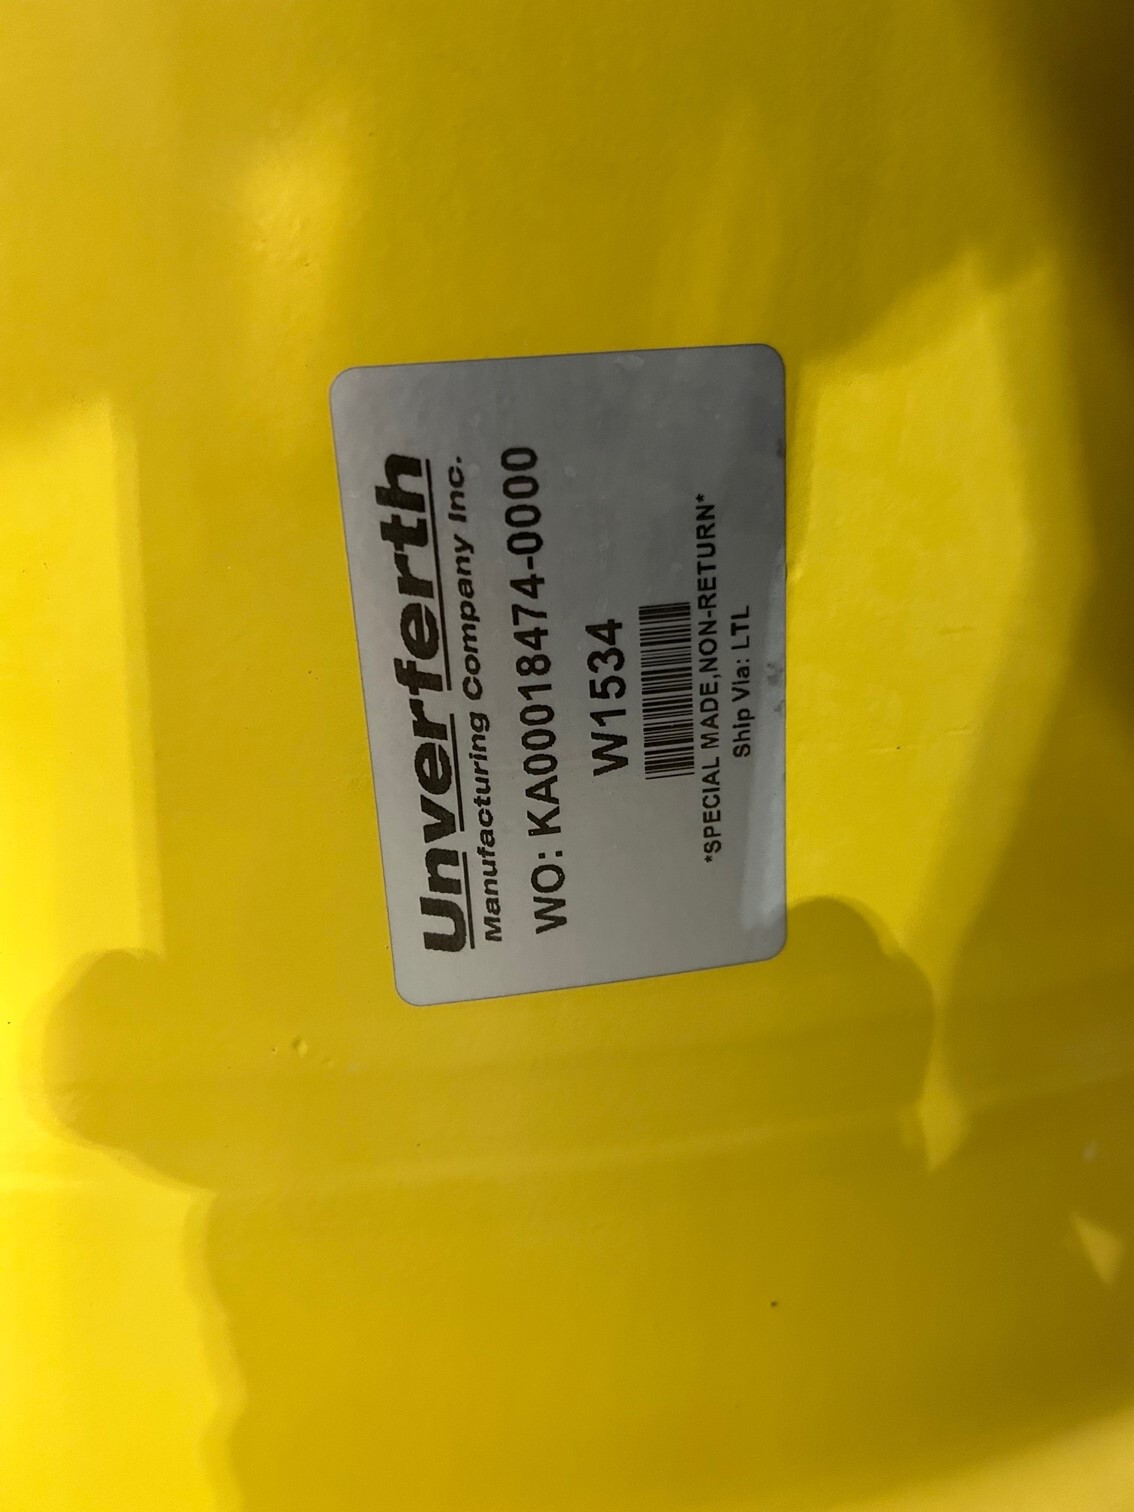 Unverferth
Manufacturing Company Inc.
WO: KA00018474-0000
W1534
*SPECIAL MADE,NON-RETURN*
Ship Via: LTL